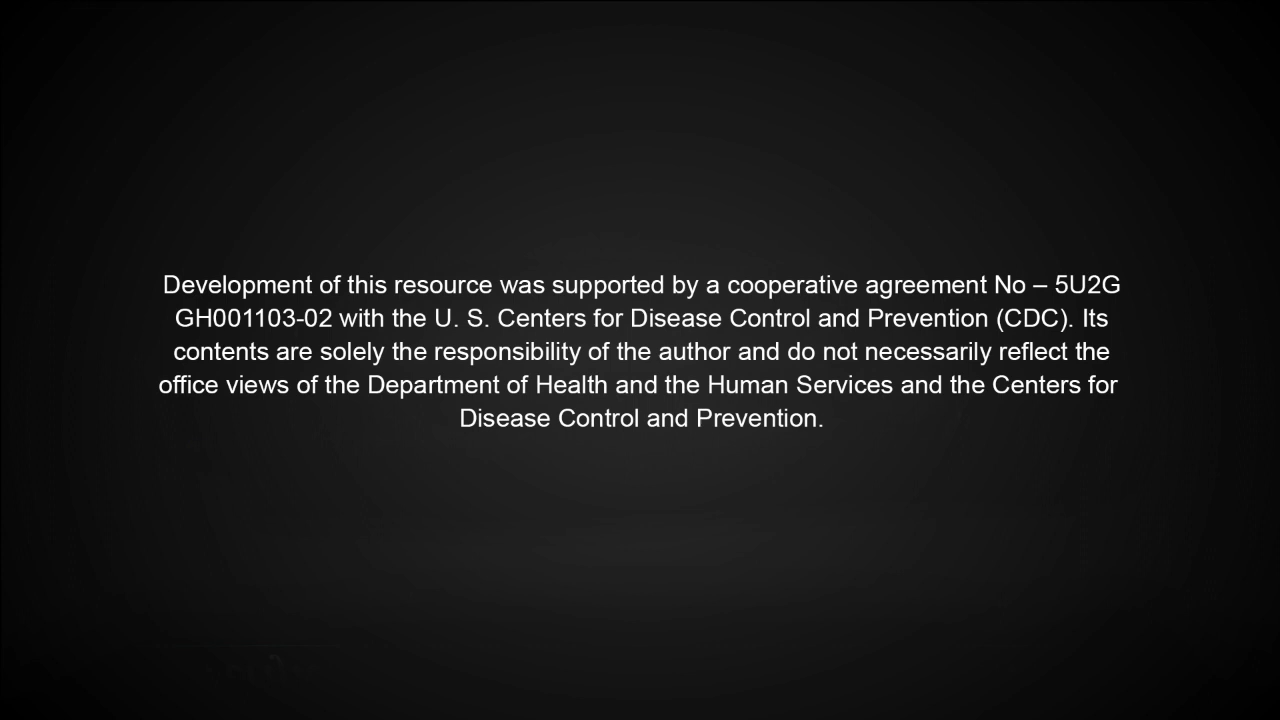 Development of this resource was supported by a cooperative agreement No – 5U2G
GH001103-02 with the U. S. Centers for Disease Control and Prevention (CDC). Its
contents are solely the responsibility of the author and do not necessarily reflect the
office views of the Department of Health and the Human Services and the Centers for
Disease Control and Prevention.